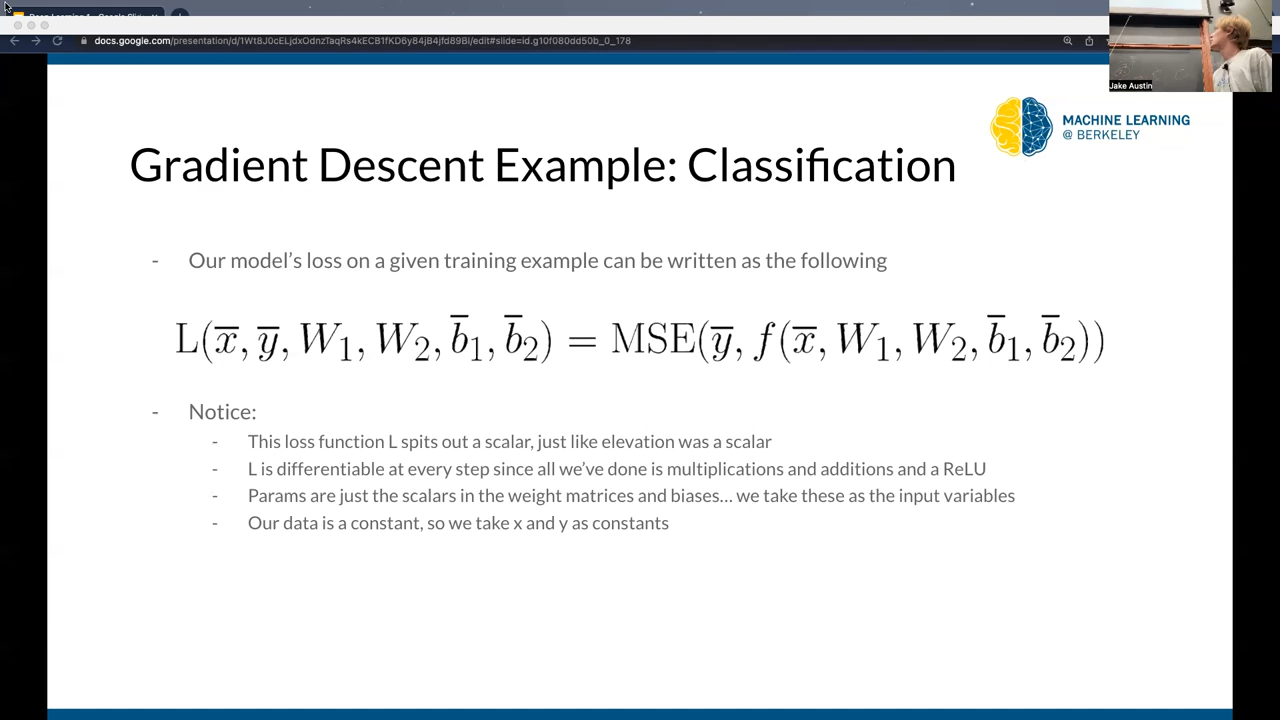 docs.google.com/presentation/d/1Wt8J0cELjdxOdnzTaqRs4kECB1fKD6y84jB4jfd89BI/edit#slide=id.g10f080dd50b_0_178
Jake Austin
MACHINE LEARNING
@ BERKELEY
Gradient Descent Example: Classification
- Our model's loss on a given training example can be written as the following
L(x̅, y̅, W₁, W₂, b̅₁, b̅₂) = MSE(y̅, f(x̅, W₁, W₂, b̅₁, b̅₂))
- Notice:
- This loss function L spits out a scalar, just like elevation was a scalar
- L is differentiable at every step since all we've done is multiplications and additions and a ReLU
- Params are just the scalars in the weight matrices and biases... we take these as the input variables
- Our data is a constant, so we take x and y as constants